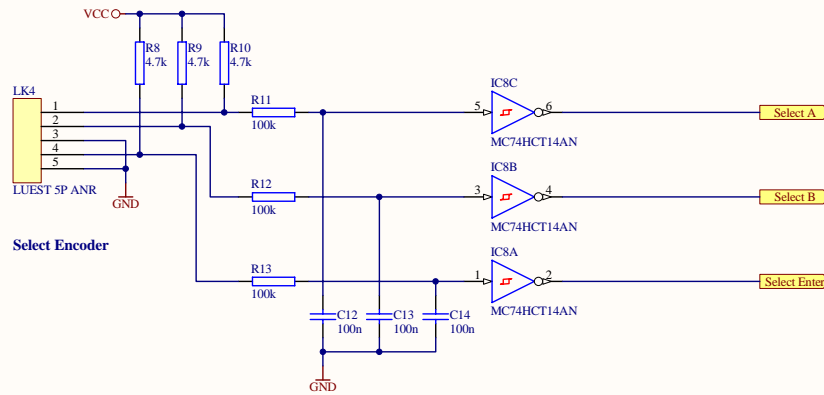 VCC
R8
4.7k
R9
4.7k
R10
4.7k
LK4
1
2
3
4
5
LUEST 5P ANR
GND
Select Encoder
R11
100k
R12
100k
R13
100k
C12
100n
C13
100n
C14
100n
GND
IC8C
5
6
MC74HCT14AN
Select A
IC8B
3
4
MC74HCT14AN
Select B
IC8A
1
2
MC74HCT14AN
Select Enter